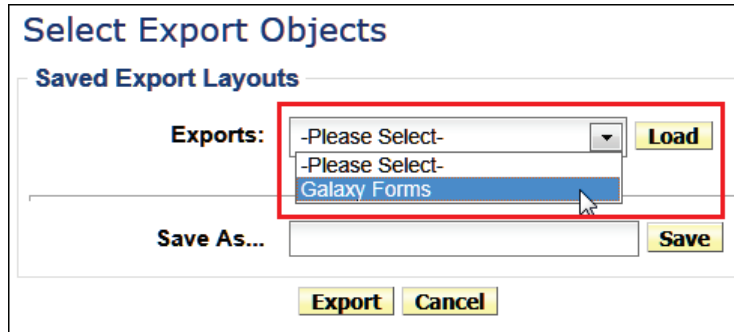 Select Export Objects
Saved Export Layouts
Exports: -Please Select- Load
-Please Select-
Galaxy Forms
Save As... Save
Export Cancel